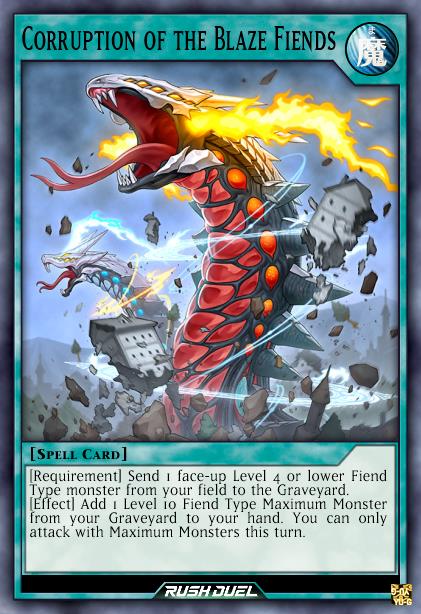 CORRUPTION OF THE BLAZE FIENDS
ま
魔
[SPELL CARD]
[Requirement] Send 1 face-up Level 4 or lower Fiend
Type monster from your field to the Graveyard.
[Effect] Add 1 Level 10 Fiend Type Maximum Monster
from your Graveyard to your hand. You can only
attack with Maximum Monsters this turn.
RUSH DUEL